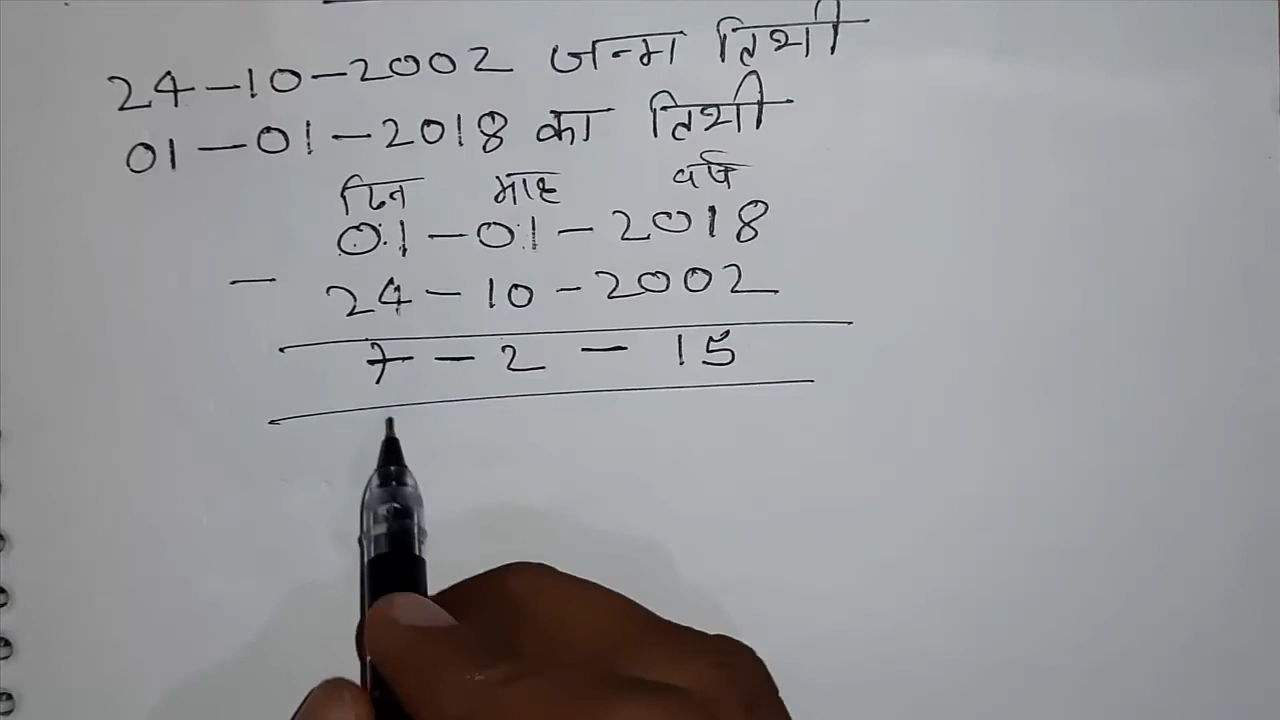 24-10-2002 जन्म तिथी
01-01-2018 का तिथी
दिन माह वर्ष
01-01-2018
- 24-10-2002
7-2-15